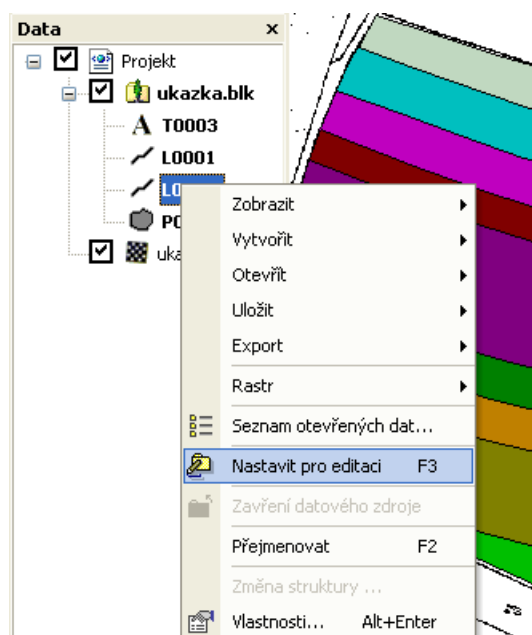 Data
Projekt
ukazka.blk
T0003
L0001
Zobrazit
Vytvořit
Otevřít
Uložit
Export
Rastr
Seznam otevřených dat...
Nastavit pro editaci F3
Zavření datového zdroje
Přejmenovat F2
Změna struktury ...
Vlastnosti... Alt+Enter